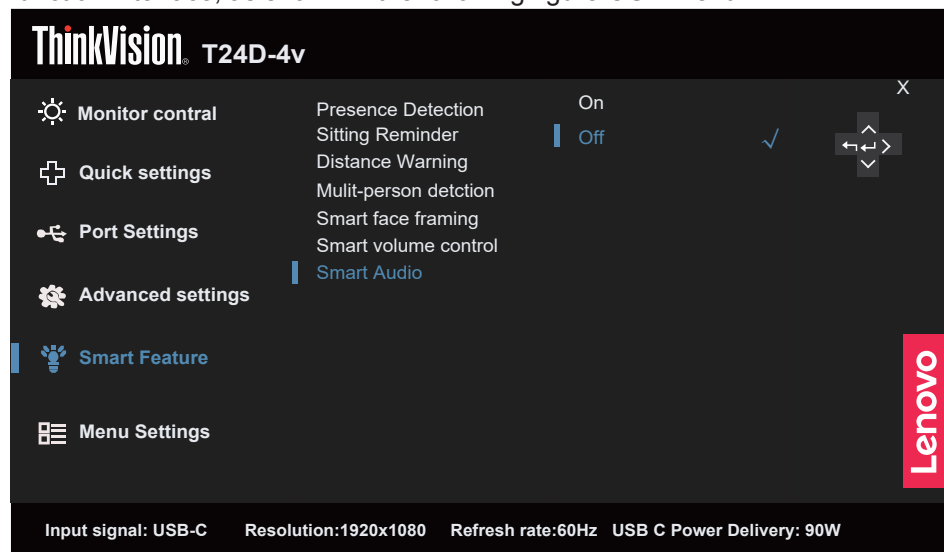 ThinkVision® T24D-4v
X
Monitor contral
Quick settings
Port Settings
Advanced settings
Smart Feature
Menu Settings
Presence Detection
Sitting Reminder
Distance Warning
Mulit-person detction
Smart face framing
Smart volume control
Smart Audio
On
Off √
Lenovo
Input signal: USB-C Resolution:1920x1080 Refresh rate:60Hz USB C Power Delivery: 90W